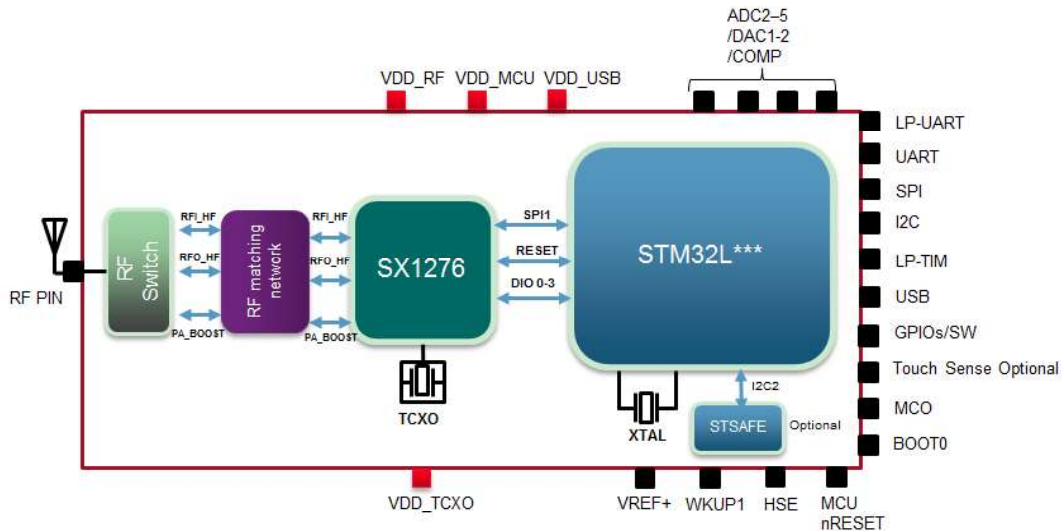 ADC2–5
/DAC1-2
/COMP
VDD_RF
VDD_MCU
VDD_USB
LP-UART
UART
SPI
I2C
LP-TIM
USB
GPIOs/SW
Touch Sense Optional
MCO
BOOT0
RF PIN
RF
Switch
RFI_HF
RFO_HF
PA_BOOST
RF matching
network
RFI_HF
RFO_HF
PA_BOOST
SX1276
SPI1
RESET
DIO 0-3
STM32L***
TCXO
XTAL
I2C2
STSAFE
Optional
VDD_TCXO
VREF+
WKUP1
HSE
MCU
nRESET